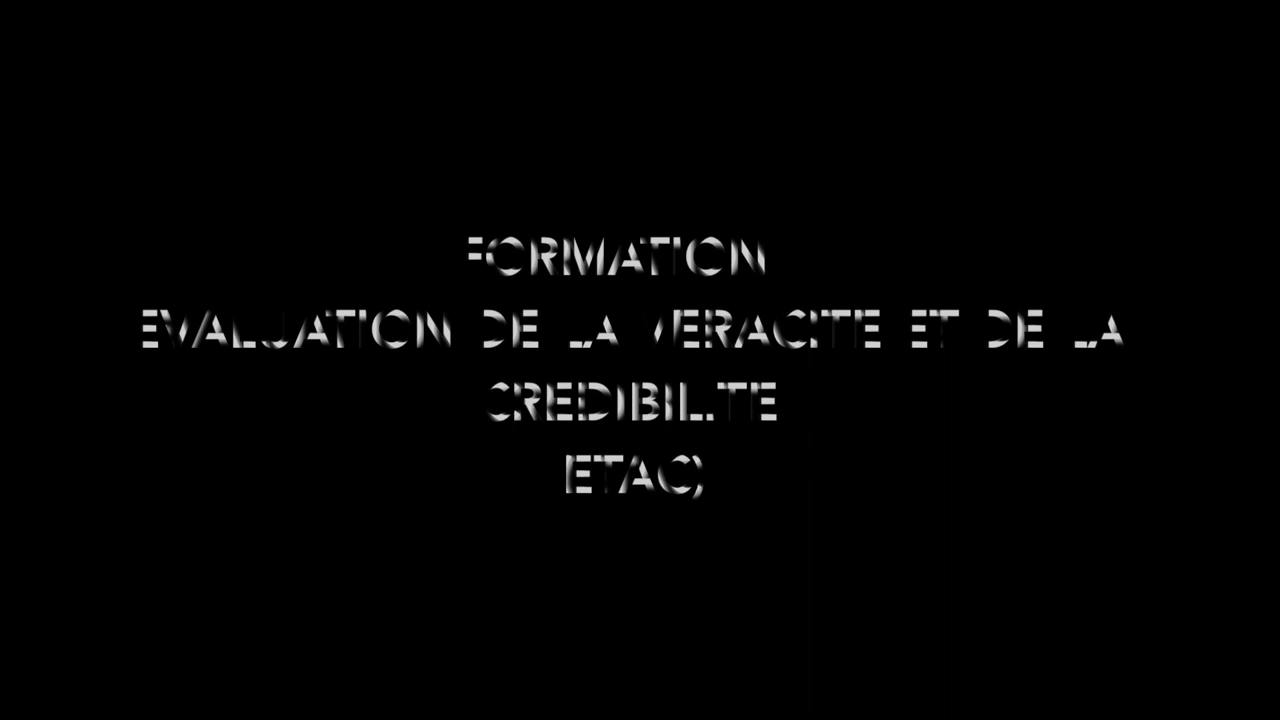 FORMATION
EVALUATION DE LA VERACITE ET DE LA
CREDIBILITE
(ETAC)